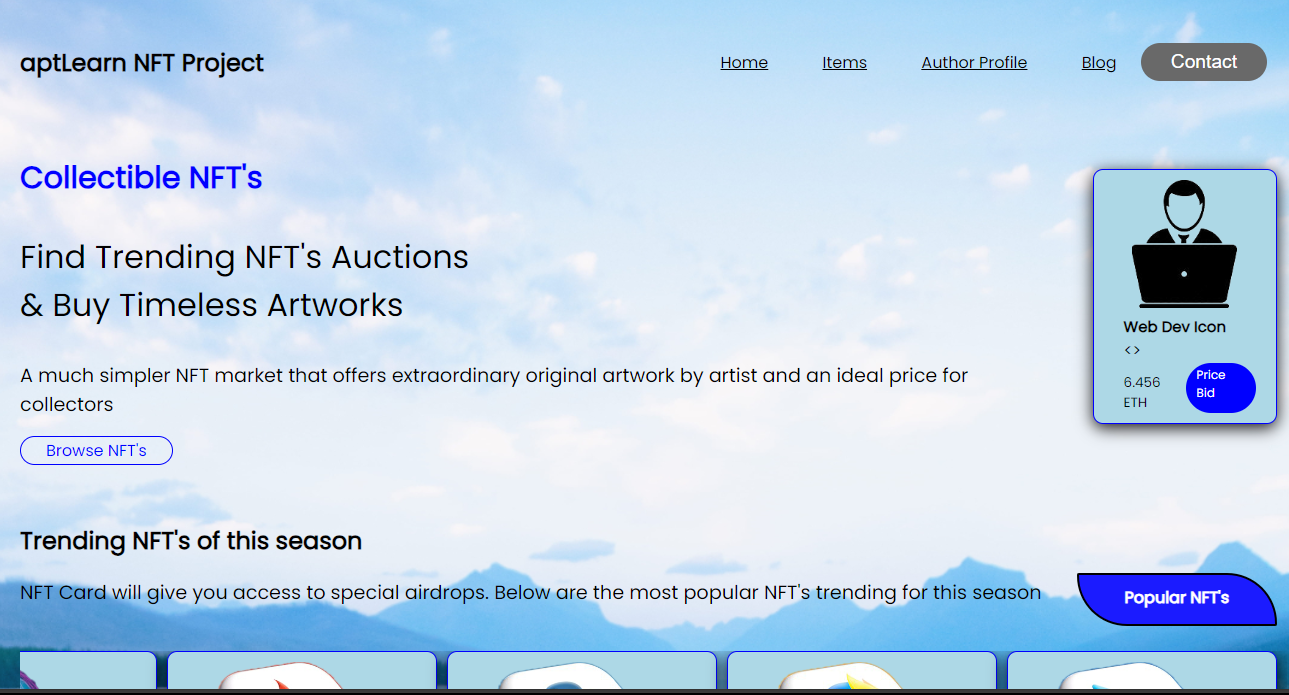 aptLearn NFT Project
Home
Items
Author Profile
Blog
Contact
Collectible NFT's
Find Trending NFT's Auctions
& Buy Timeless Artworks
A much simpler NFT market that offers extraordinary original artwork by artist and an ideal price for
collectors
Browse NFT's
Web Dev Icon
<>
6.456
ETH
Price
Bid
Trending NFT's of this season
NFT Card will give you access to special airdrops. Below are the most popular NFT's trending for this season
Popular NFT's